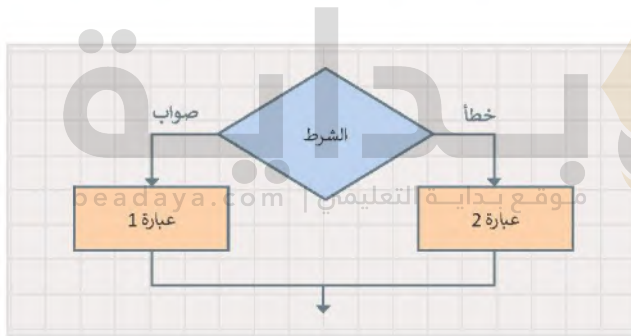 بداية
خطأ
صواب
الشرط
موقع بداية التعليمي | beadaya.com
عبارة 2
عبارة 1